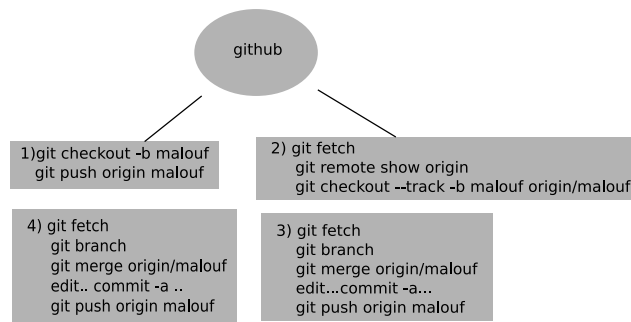 github
1)git checkout -b malouf
git push origin malouf
2) git fetch
git remote show origin
git checkout --track -b malouf origin/malouf
4) git fetch
git branch
git merge origin/malouf
edit.. commit -a ..
git push origin malouf
3) git fetch
git branch
git merge origin/malouf
edit...commit -a...
git push origin malouf